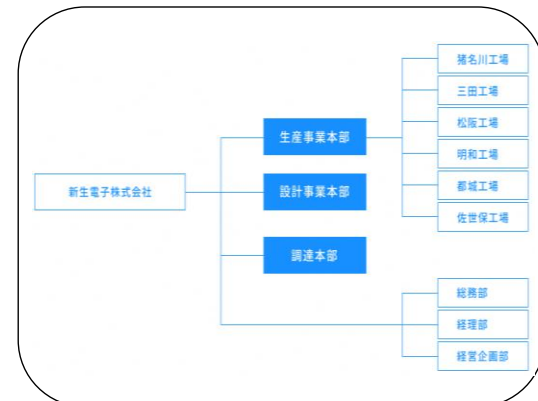 新生電子株式会社
生産事業本部
猪名川工場
三田工場
松阪工場
明和工場
都城工場
佐世保工場
設計事業本部
調達本部
総務部
経理部
経営企画部